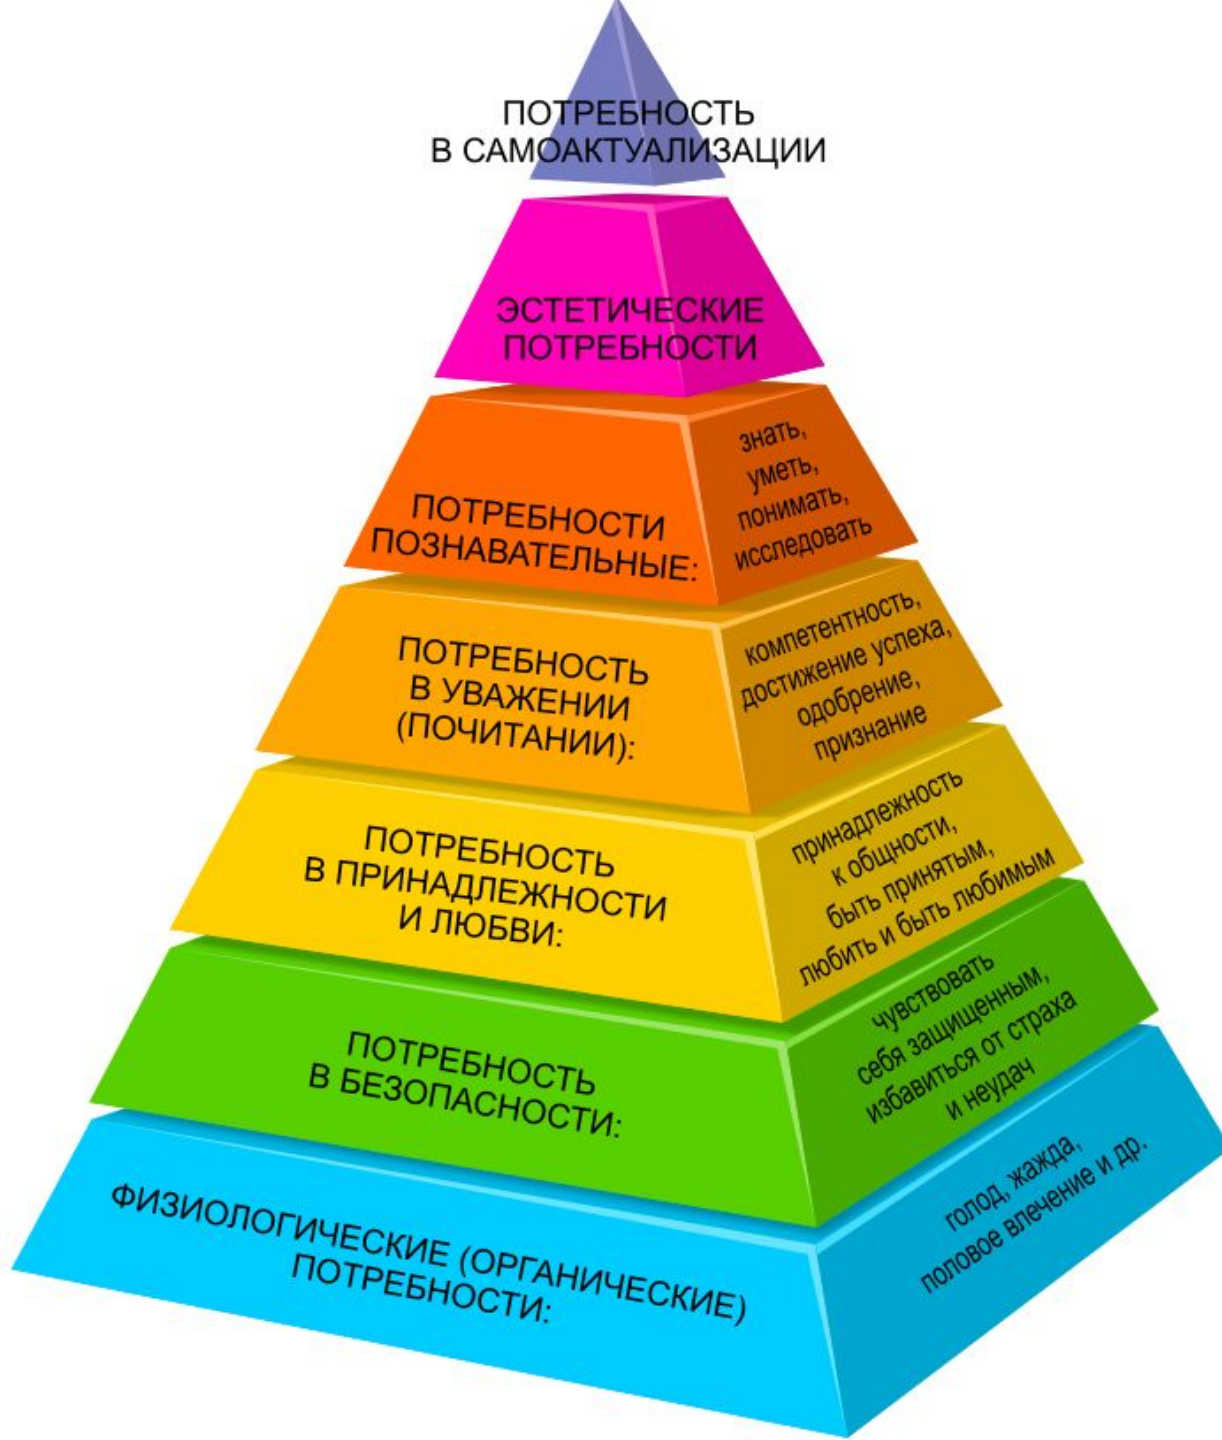 ПОТРЕБНОСТЬ
В САМОАКТУАЛИЗАЦИИ
ЭСТЕТИЧЕСКИЕ
ПОТРЕБНОСТИ
ПОТРЕБНОСТИ
ПОЗНАВАТЕЛЬНЫЕ:
знать,
уметь,
понимать,
исследовать
ПОТРЕБНОСТЬ
В УВАЖЕНИИ
(ПОЧИТАНИИ):
компетентность,
достижение успеха,
одобрение,
признание
ПОТРЕБНОСТЬ
В ПРИНАДЛЕЖНОСТИ
И ЛЮБВИ:
принадлежность
к общности,
быть принятым,
любить и быть любимым
ПОТРЕБНОСТЬ
В БЕЗОПАСНОСТИ:
чувствовать
себя защищенным,
избавиться от страха
и неудач
ФИЗИОЛОГИЧЕСКИЕ (ОРГАНИЧЕСКИЕ)
ПОТРЕБНОСТИ:
голод, жажда,
половое влечение и др.